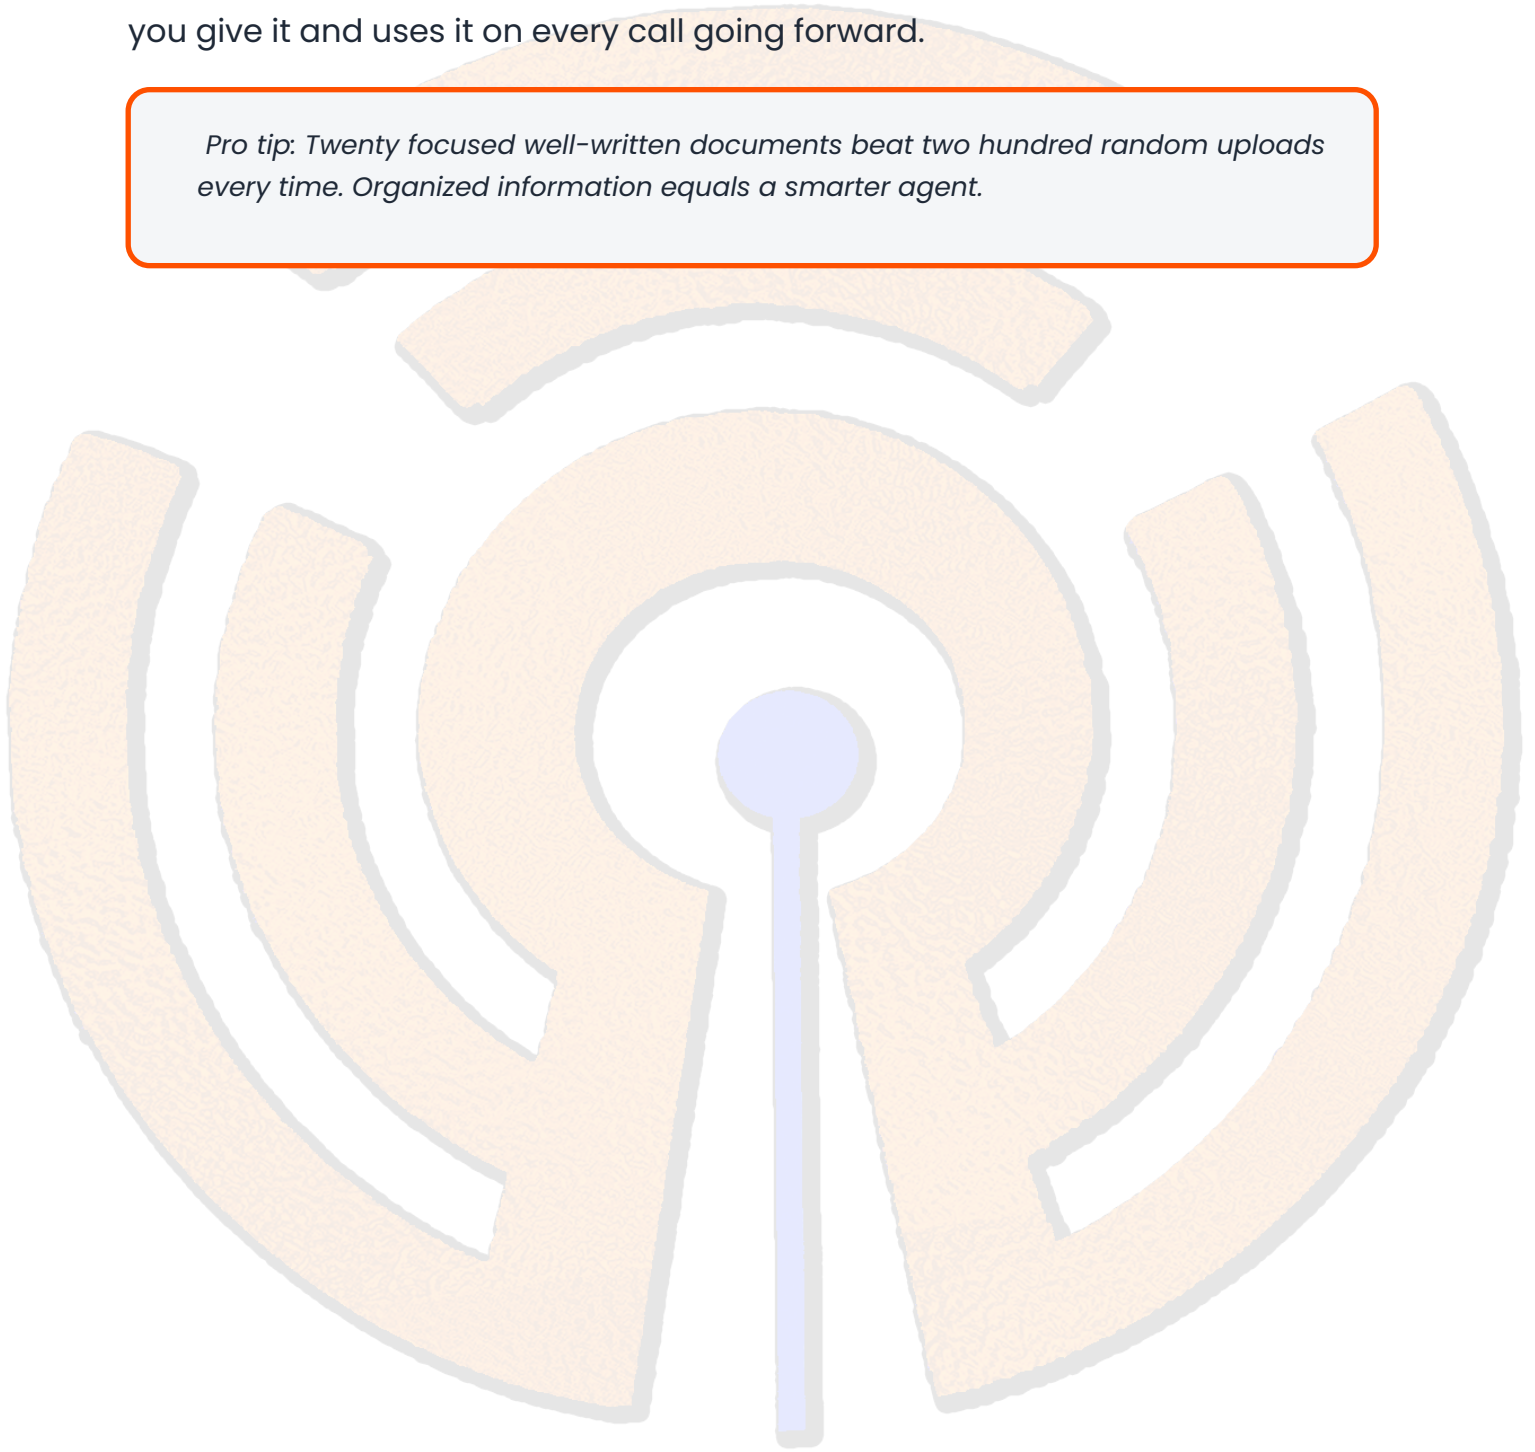 you give it and uses it on every call going forward.
Pro tip: Twenty focused well-written documents beat two hundred random uploads
every time. Organized information equals a smarter agent.